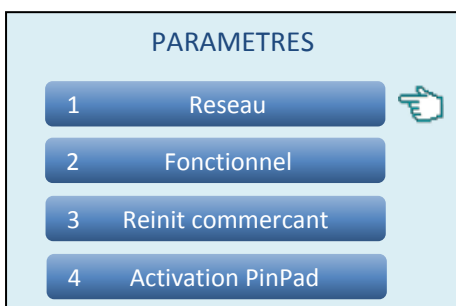 PARAMETRES
1 Reseau
2 Fonctionnel
3 Reinit commercant
4 Activation PinPad